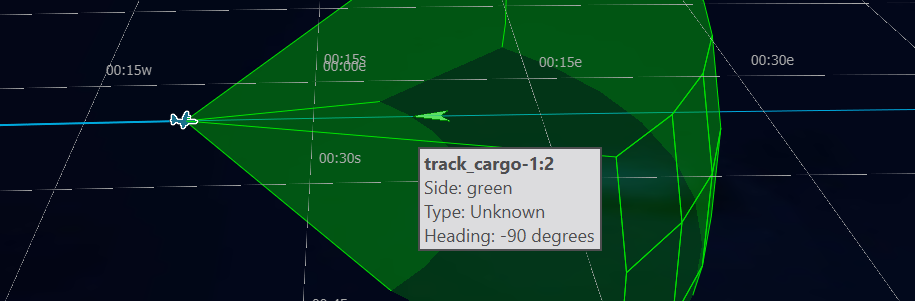 00:15w
00:15s
00:00e
00:15e
00:30e
00:30s
track_cargo-1:2
Side: green
Type: Unknown
Heading: -90 degrees